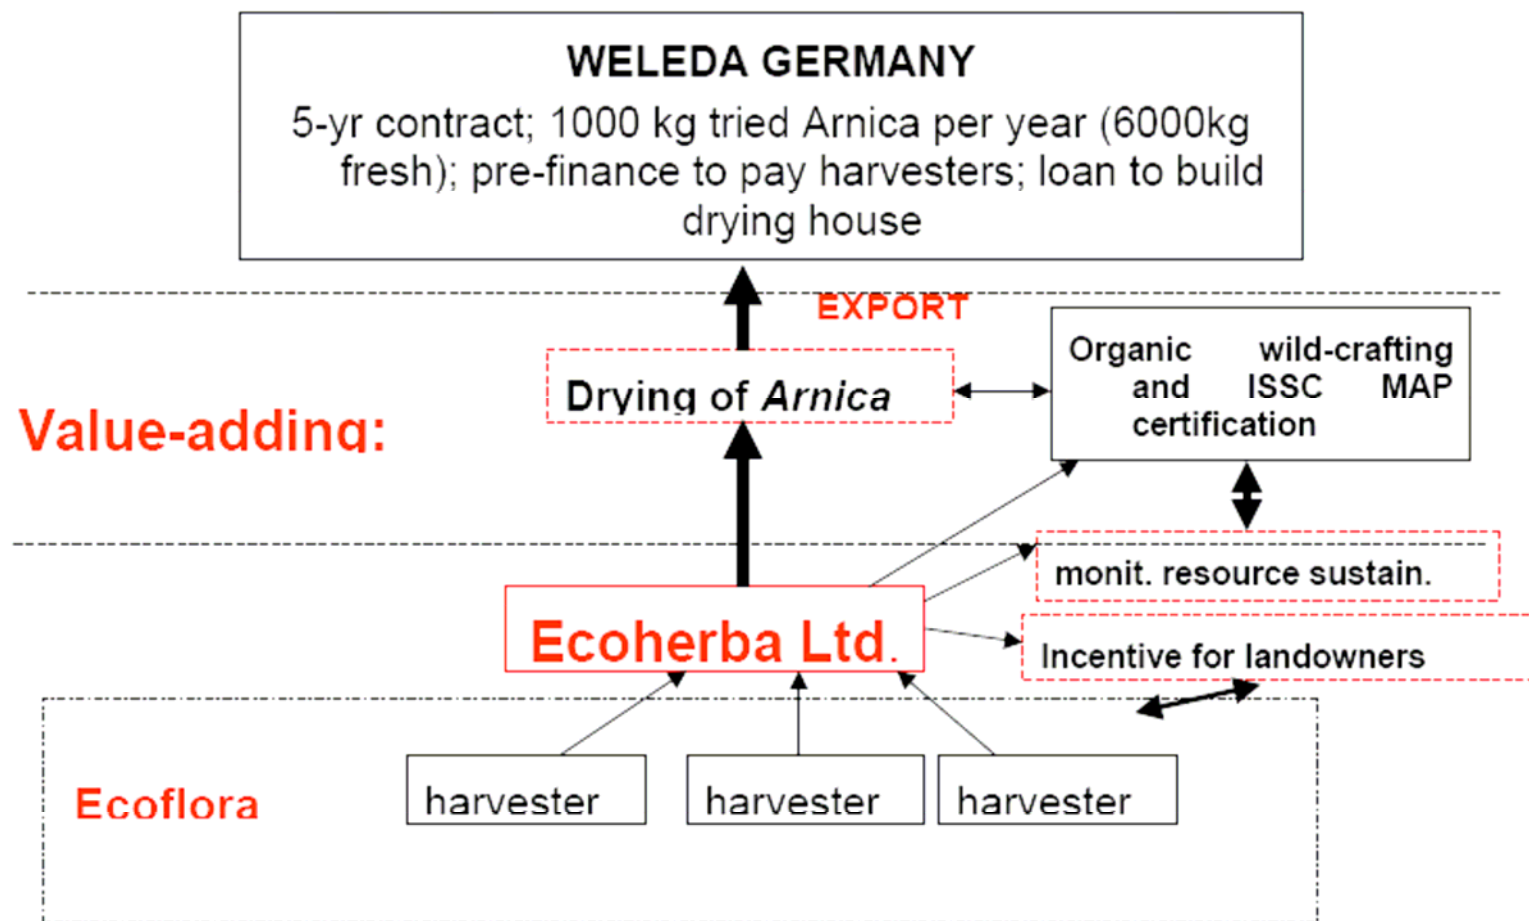 WELEDA GERMANY
5-yr contract; 1000 kg tried Arnica per year (6000kg
fresh); pre-finance to pay harvesters; loan to build
drying house
EXPORT
Organic wild-crafting
and ISSC MAP
certification
Drying of Arnica
Value-adding:
monit. resource sustain.
Ecoherba Ltd.
Incentive for landowners
Ecoflora
harvester
harvester
harvester